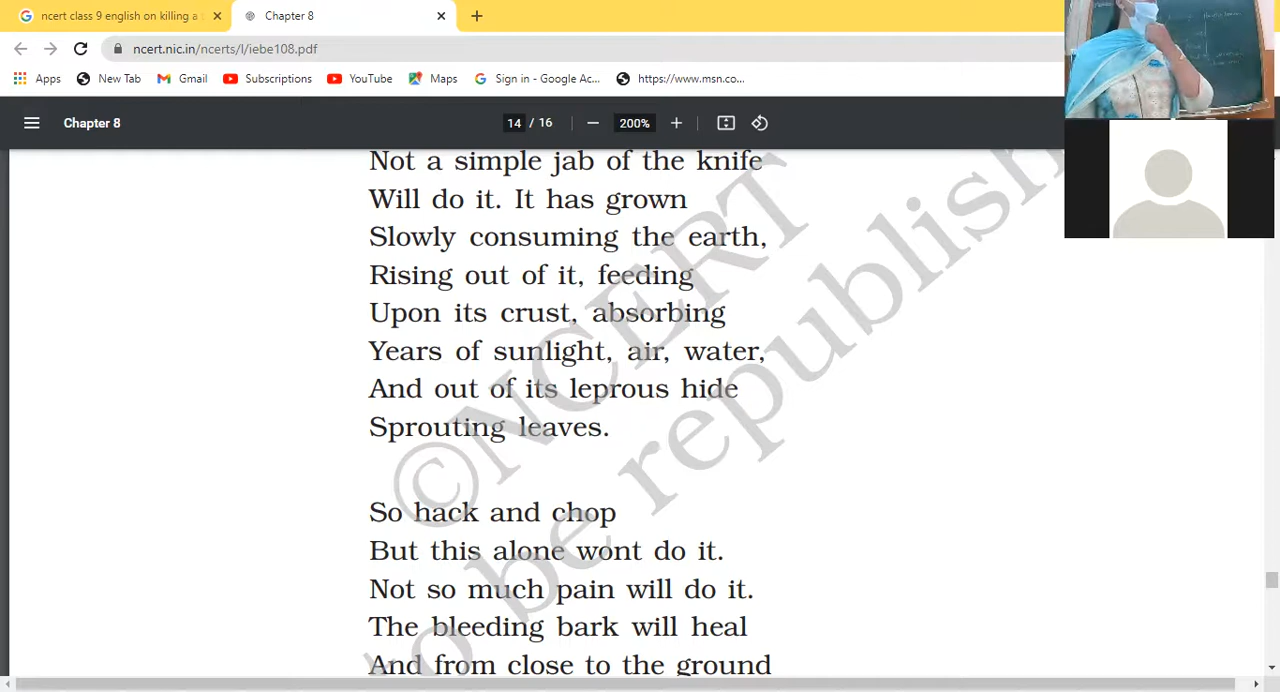 ncert class 9 english on killing a
Chapter 8
ncert.nic.in/ncerts/l/iebe108.pdf
Apps
New Tab
Gmail
Subscriptions
YouTube
Maps
Sign in - Google Ac...
https://www.msn.co...
Chapter 8
14 / 16
200%
Not a simple jab of the knife
Will do it. It has grown
Slowly consuming the earth,
Rising out of it, feeding
Upon its crust, absorbing
Years of sunlight, air, water,
And out of its leprous hide
Sprouting leaves.
So hack and chop
But this alone wont do it.
Not so much pain will do it.
The bleeding bark will heal
And from close to the ground
©NCERT
to be republish